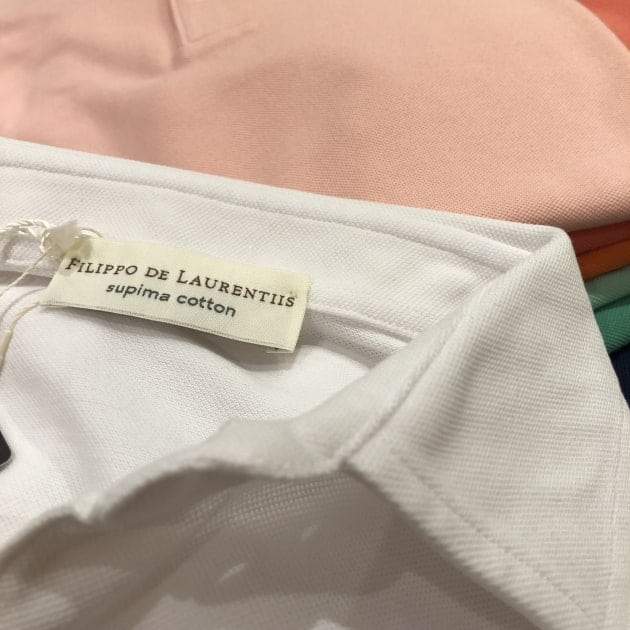 FILIPPO DE LAURENTIIS
supima cotton